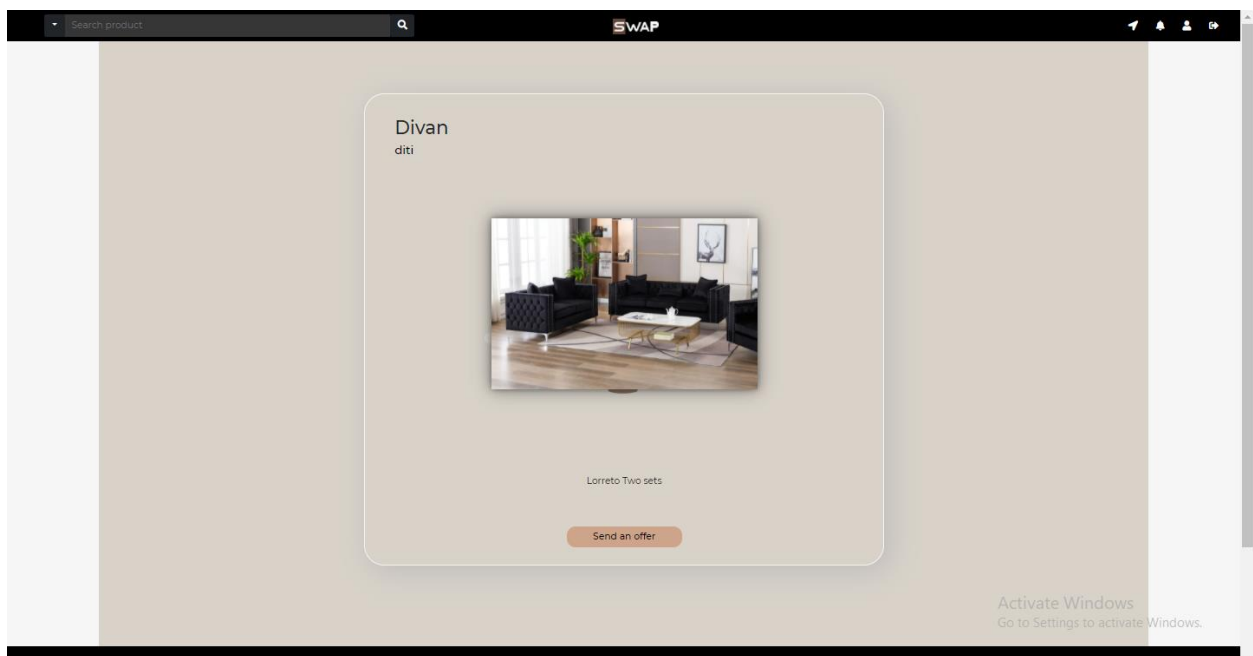 Search product
SWAP
Divan
diti
Lorreto Two sets
Send an offer
Activate Windows
Go to Settings to activate Windows.